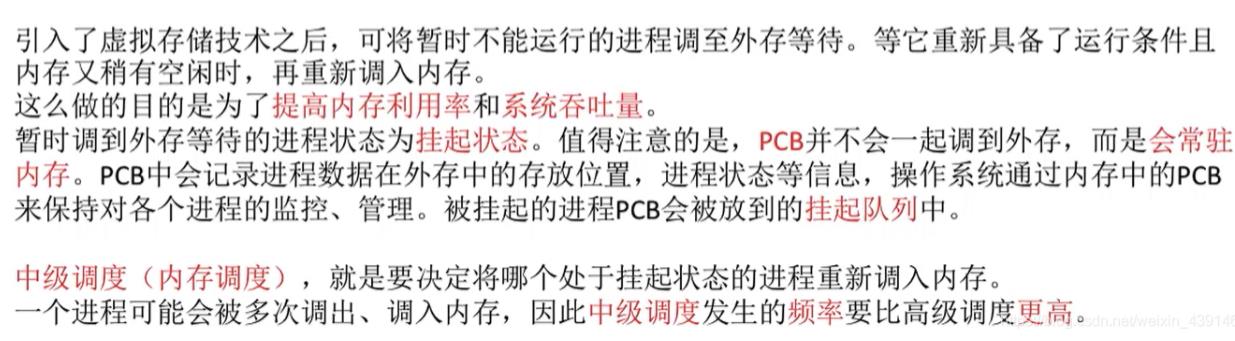 引入了虚拟存储技术之后，可将暂时不能运行的进程调至外存等待。等它重新具备了运行条件且
内存又稍有空闲时，再重新调入内存。
这么做的目的是为了提高内存利用率和系统吞吐量。
暂时调到外存等待的进程状态为挂起状态。值得注意的是，PCB并不会一起调到外存，而是会常驻
内存。PCB中会记录进程数据在外存中的存放位置，进程状态等信息，操作系统通过内存中的PCB
来保持对各个进程的监控、管理。被挂起的进程PCB会被放到的挂起队列中。
中级调度（内存调度），就是要决定将哪个处于挂起状态的进程重新调入内存。
一个进程可能会被多次调出、调入内存，因此中级调度发生的频率要比高级调度更高。